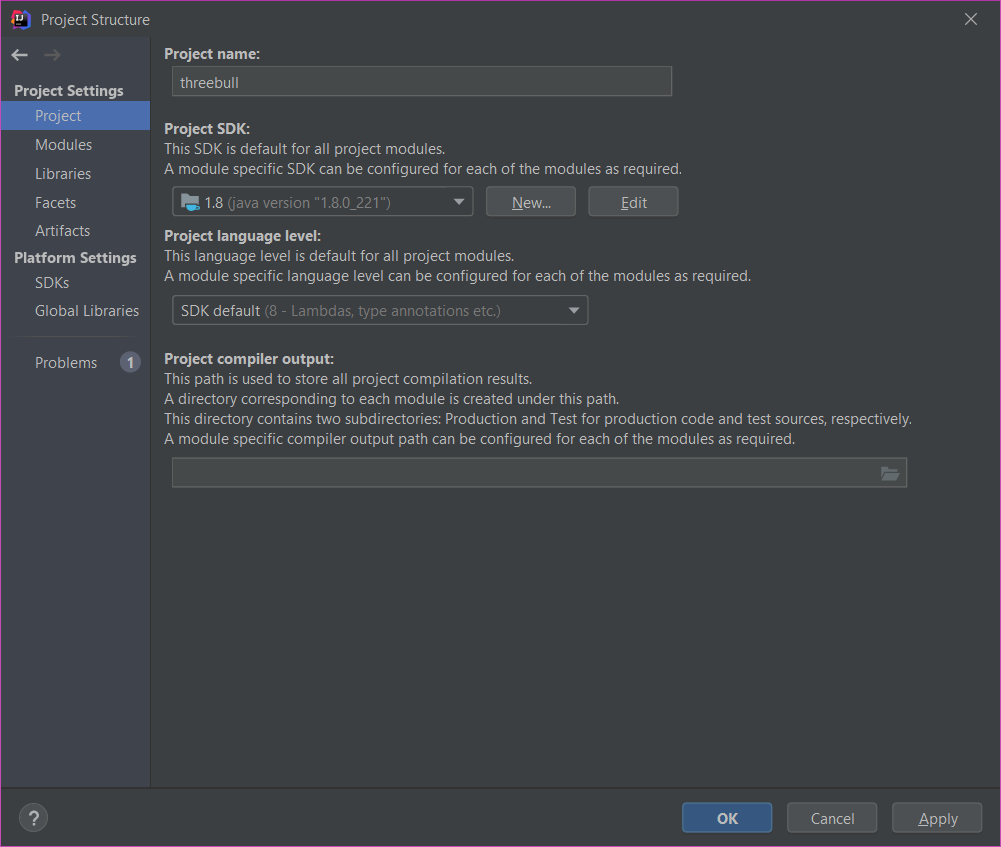 Project Structure
Project Settings
Project
Modules
Libraries
Facets
Artifacts
Platform Settings
SDKs
Global Libraries
Problems 1
Project name:
threebull
Project SDK:
This SDK is default for all project modules.
A module specific SDK can be configured for each of the modules as required.
1.8 (java version "1.8.0_221") New... Edit
Project language level:
This language level is default for all project modules.
A module specific language level can be configured for each of the modules as required.
SDK default (8 - Lambdas, type annotations etc.)
Project compiler output:
This path is used to store all project compilation results.
A directory corresponding to each module is created under this path.
This directory contains two subdirectories: Production and Test for production code and test sources, respectively.
A module specific compiler output path can be configured for each of the modules as required.
? OK Cancel Apply